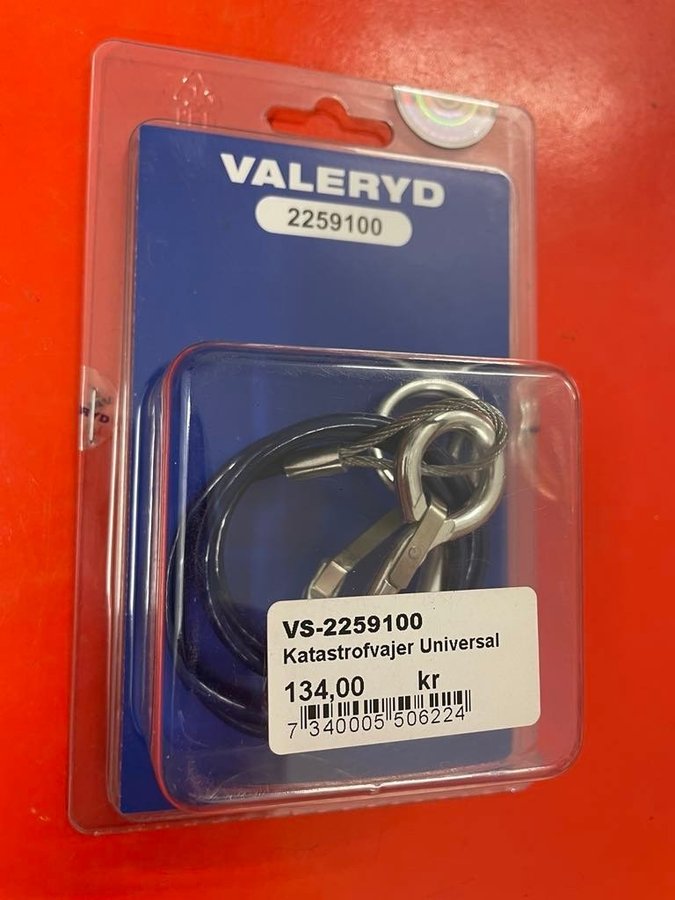 VALERYD
2259100
VS-2259100
Katastrofvajer Universal
134,00 kr
7 340005 506224